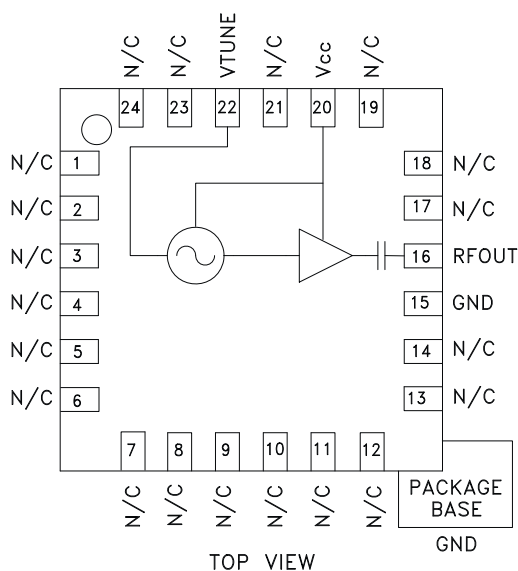 N/C
N/C
VTUNE
N/C
Vcc
N/C
24
23
22
21
20
19
N/C 1
N/C 2
N/C 3
N/C 4
N/C 5
N/C 6
18 N/C
17 N/C
16 RFOUT
15 GND
14 N/C
13 N/C
7
8
9
10
11
12
N/C
N/C
N/C
N/C
N/C
N/C
PACKAGE
BASE
GND
TOP VIEW